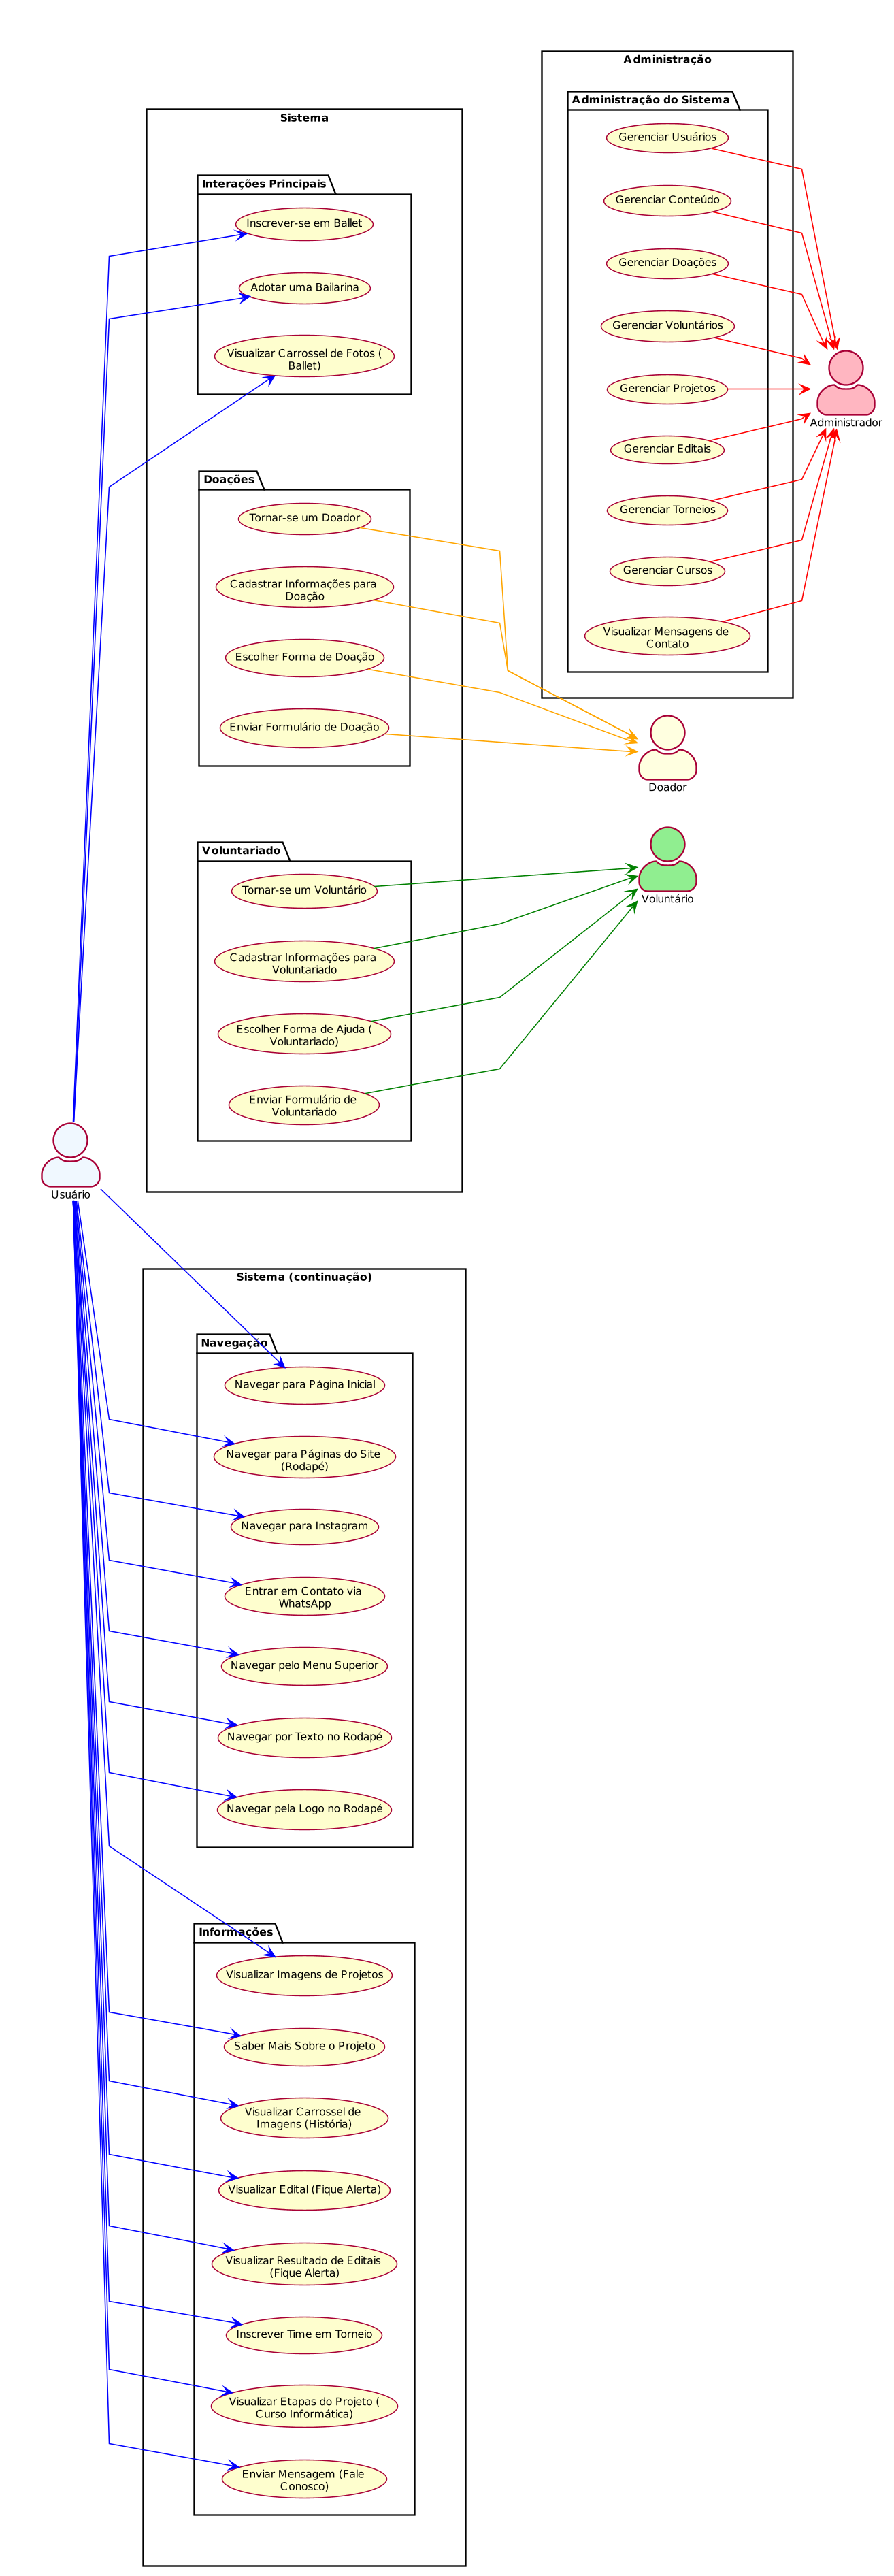 Administração
Administração do Sistema
Gerenciar Usuários
Gerenciar Conteúdo
Gerenciar Doações
Gerenciar Voluntários
Gerenciar Projetos
Gerenciar Editais
Gerenciar Torneios
Gerenciar Cursos
Visualizar Mensagens de
Contato
Administrador
Sistema
Interações Principais
Inscrever-se em Ballet
Adotar uma Bailarina
Visualizar Carrossel de Fotos (
Ballet)
Doações
Tornar-se um Doador
Cadastrar Informações para
Doação
Escolher Forma de Doação
Enviar Formulário de Doação
Doador
Voluntariado
Tornar-se um Voluntário
Cadastrar Informações para
Voluntariado
Escolher Forma de Ajuda (
Voluntariado)
Enviar Formulário de
Voluntariado
Voluntário
Usuário
Sistema (continuação)
Navegação
Navegar para Página Inicial
Navegar para Páginas do Site
(Rodapé)
Navegar para Instagram
Entrar em Contato via
WhatsApp
Navegar pelo Menu Superior
Navegar por Texto no Rodapé
Navegar pela Logo no Rodapé
Informações
Visualizar Imagens de Projetos
Saber Mais Sobre o Projeto
Visualizar Carrossel de
Imagens (História)
Visualizar Edital (Fique Alerta)
Visualizar Resultado de Editais
(Fique Alerta)
Inscrever Time em Torneio
Visualizar Etapas do Projeto (
Curso Informática)
Enviar Mensagem (Fale
Conosco)